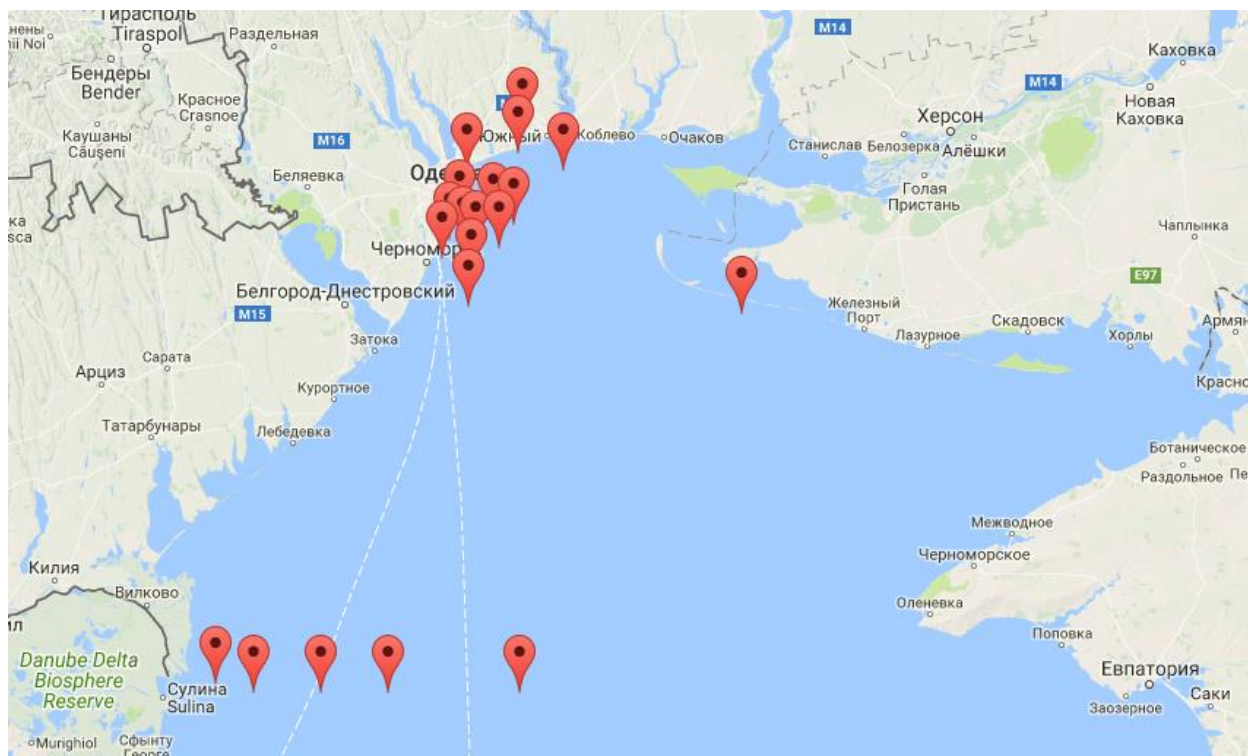 Тирасполь
Tiraspol
Раздельная
M14
Каховка
Бендеры
Bender
Красное
Crasnoe
M14
Новая
Каховка
Херсон
Южный
Коблево
Очаков
Станислав
Белозерка
Алёшки
Каушаны
Căușeni
M16
Беляевка
Голая
Пристань
Чаплынка
Черномор
E97
Белгород-Днестровский
M15
Железный
Порт
Скадовск
Лазурное
Хорлы
Затока
Сарата
Арциз
Курортное
Татарбунары
Лебедевка
Ботаническое
Раздольное
Межводное
Черноморское
Килия
Вилково
Оленевка
Поповка
Danube Delta
Biosphere
Reserve
Сулина
Sulina
Евпатория
Заозерное
Саки
Murighiol
Сфынту